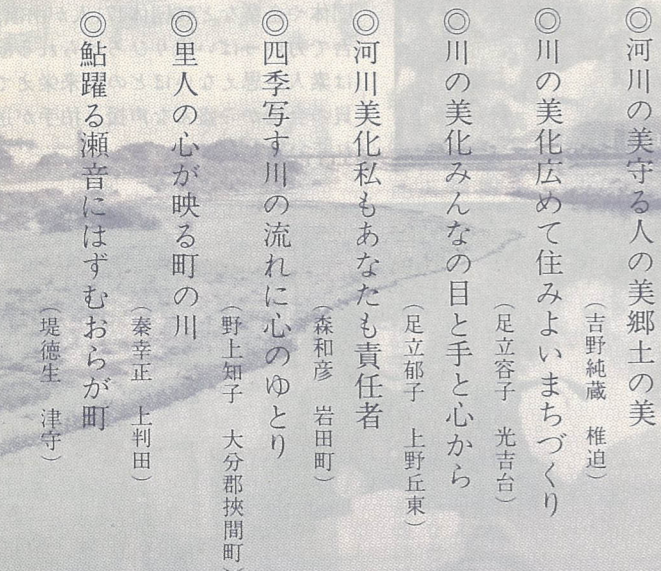 ◎河川の美守る人の美郷土の美
（吉野純蔵　椎迫）
◎川の美化広めて住みよいまちづくり
（足立容子　光吉台）
◎川の美化みんなの目と手と心から
（足立郁子　上野丘東）
◎河川美化私もあなたも責任者
（森和彦　岩田町）
◎四季写す川の流れに心のゆとり
（野上知子　大分郡挾間町）
◎里人の心が映る町の川
（秦幸正　上判田）
◎鮎躍る瀬音にはずむおらが町
（堤徳生　津守）